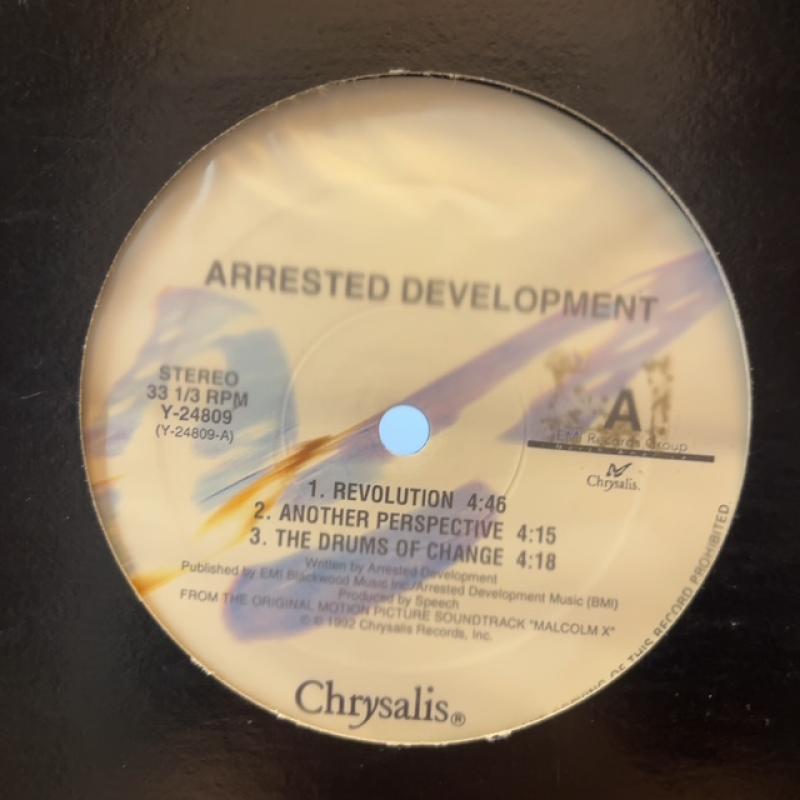 ARRESTED DEVELOPMENT
STEREO
33 1/3 RPM
Y-24809
(Y-24809-A)
A
EMI Records Group
North America
Chrysalis.
1. REVOLUTION 4:46
2. ANOTHER PERSPECTIVE 4:15
3. THE DRUMS OF CHANGE 4:18
Written by Arrested Development
Published by EMI Blackwood Music Inc./Arrested Development Music (BMI)
Produced by Speech
FROM THE ORIGINAL MOTION PICTURE SOUNDTRACK "MALCOLM X"
℗ © 1992 Chrysalis Records, Inc.
Chrysalis®
OF THIS RECORD PROHIBITED